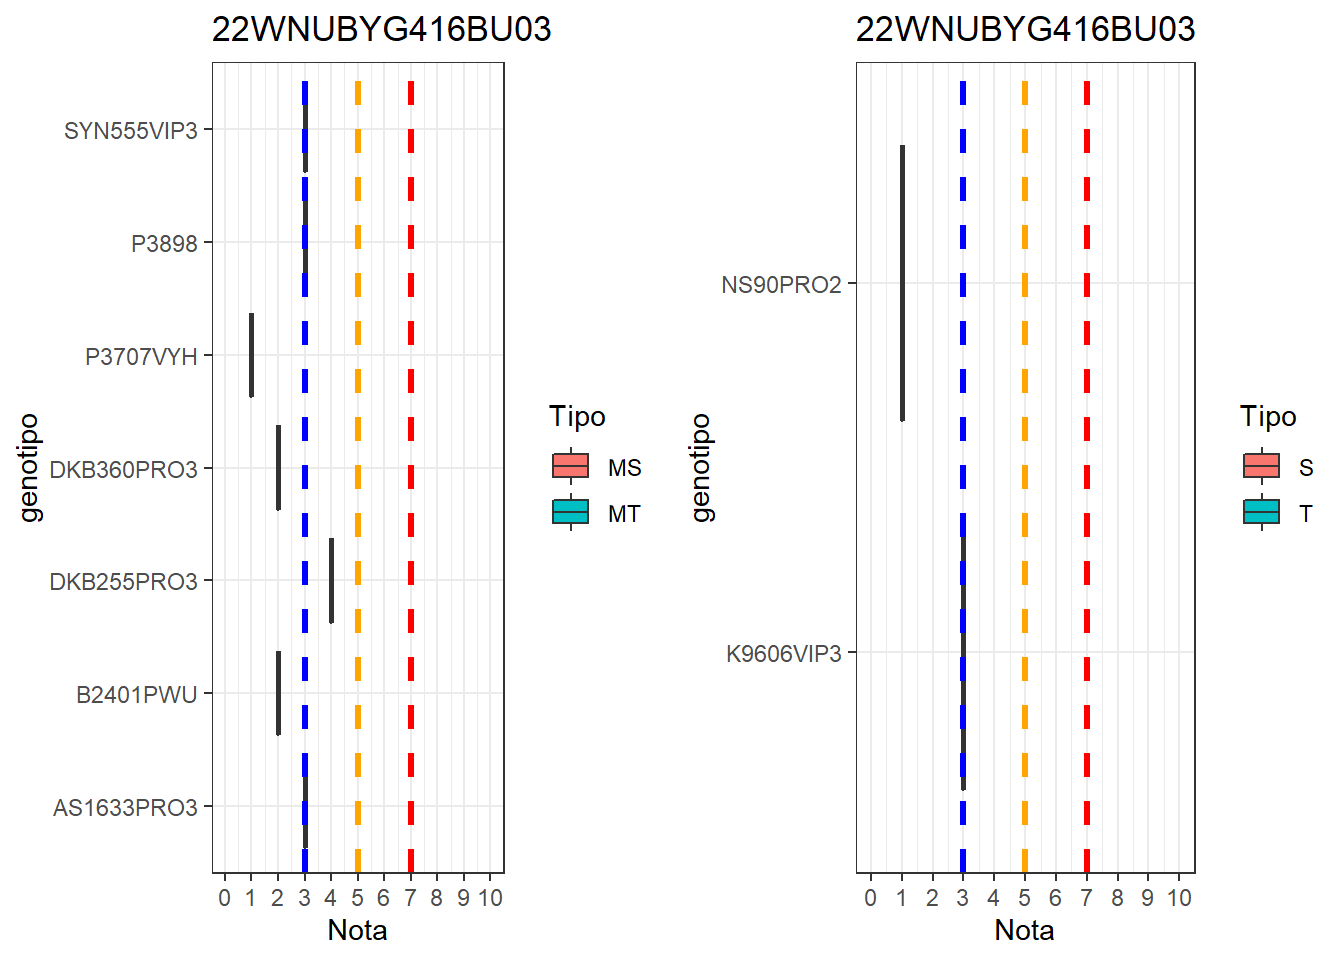 22WNUBYG416BU03
SYN555VIP3
P3898
P3707VYH
DKB360PRO3
DKB255PRO3
B2401PWU
AS1633PRO3
genotipo
0 1 2 3 4 5 6 7 8 9 10
Nota
Tipo
MS
MT
22WNUBYG416BU03
NS90PRO2
K9606VIP3
genotipo
0 1 2 3 4 5 6 7 8 9 10
Nota
Tipo
S
T